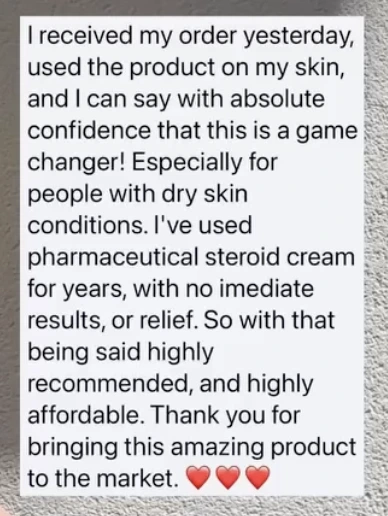 I received my order yesterday,
used the product on my skin,
and I can say with absolute
confidence that this is a game
changer! Especially for
people with dry skin
conditions. I've used
pharmaceutical steroid cream
for years, with no imediate
results, or relief. So with that
being said highly
recommended, and highly
affordable. Thank you for
bringing this amazing product
to the market. ❤️❤️❤️